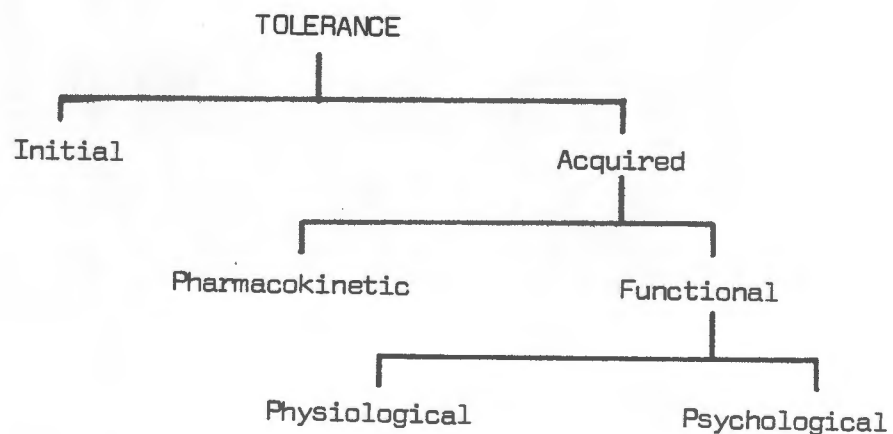 TOLERANCE
Initial
Acquired
Pharmacokinetic
Functional
Physiological
Psychological